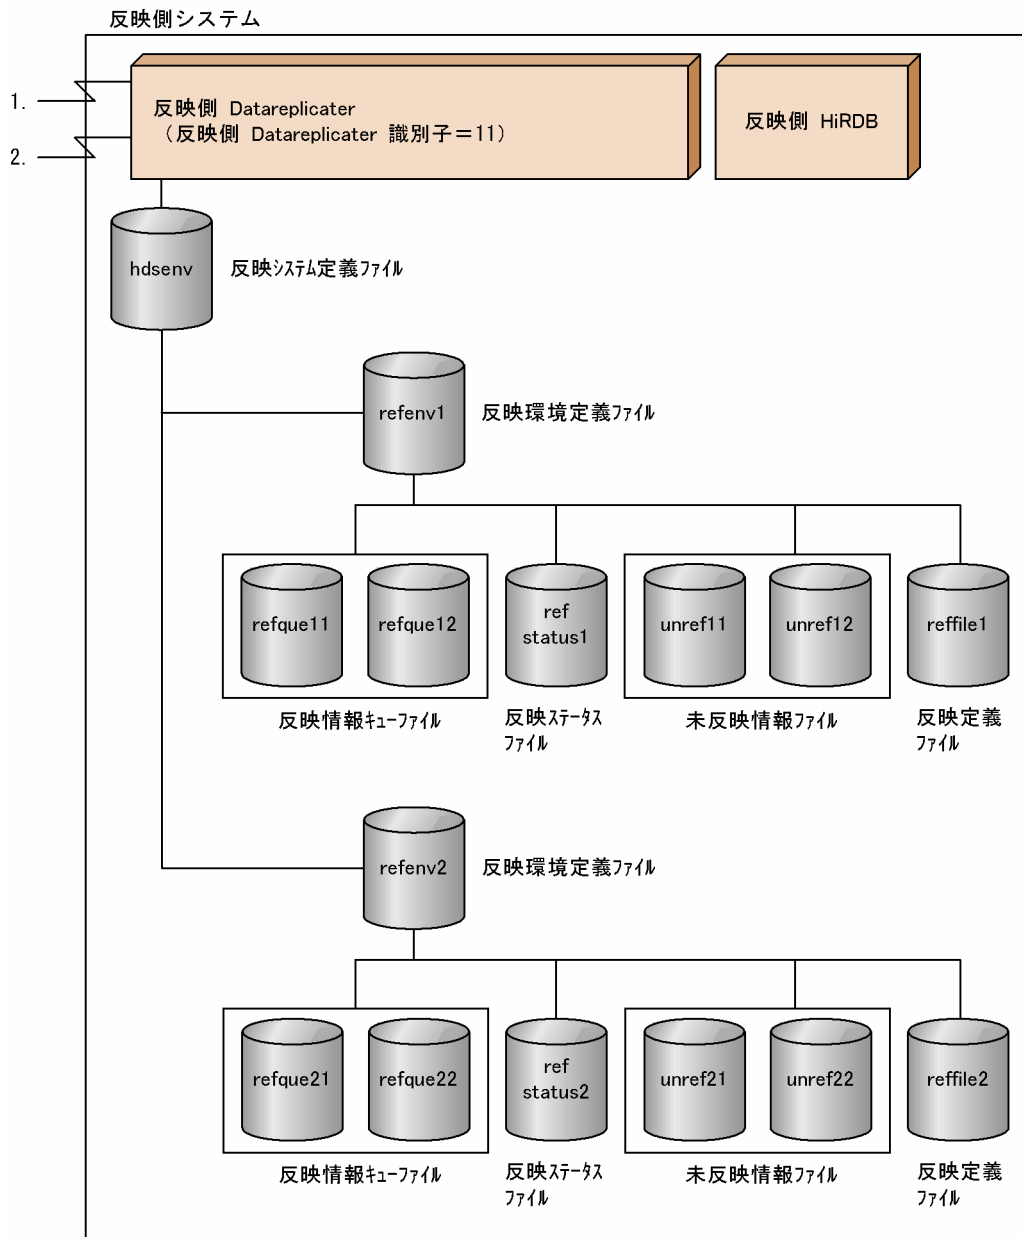 反映側システム
1.
2.
反映側 Datareplicater
（反映側 Datareplicater 識別子＝11）
反映側 HiRDB
hdsenv
反映ｼｽﾃﾑ定義ﾌｧｲﾙ
refenv1
反映環境定義ﾌｧｲﾙ
refque11
refque12
ref
status1
unref11
unref12
reffile1
反映情報ｷｭｰﾌｧｲﾙ
反映ｽﾃｰﾀｽ
ﾌｧｲﾙ
未反映情報ﾌｧｲﾙ
反映定義
ﾌｧｲﾙ
refenv2
反映環境定義ﾌｧｲﾙ
refque21
refque22
ref
status2
unref21
unref22
reffile2
反映情報ｷｭｰﾌｧｲﾙ
反映ｽﾃｰﾀｽ
ﾌｧｲﾙ
未反映情報ﾌｧｲﾙ
反映定義
ﾌｧｲﾙ